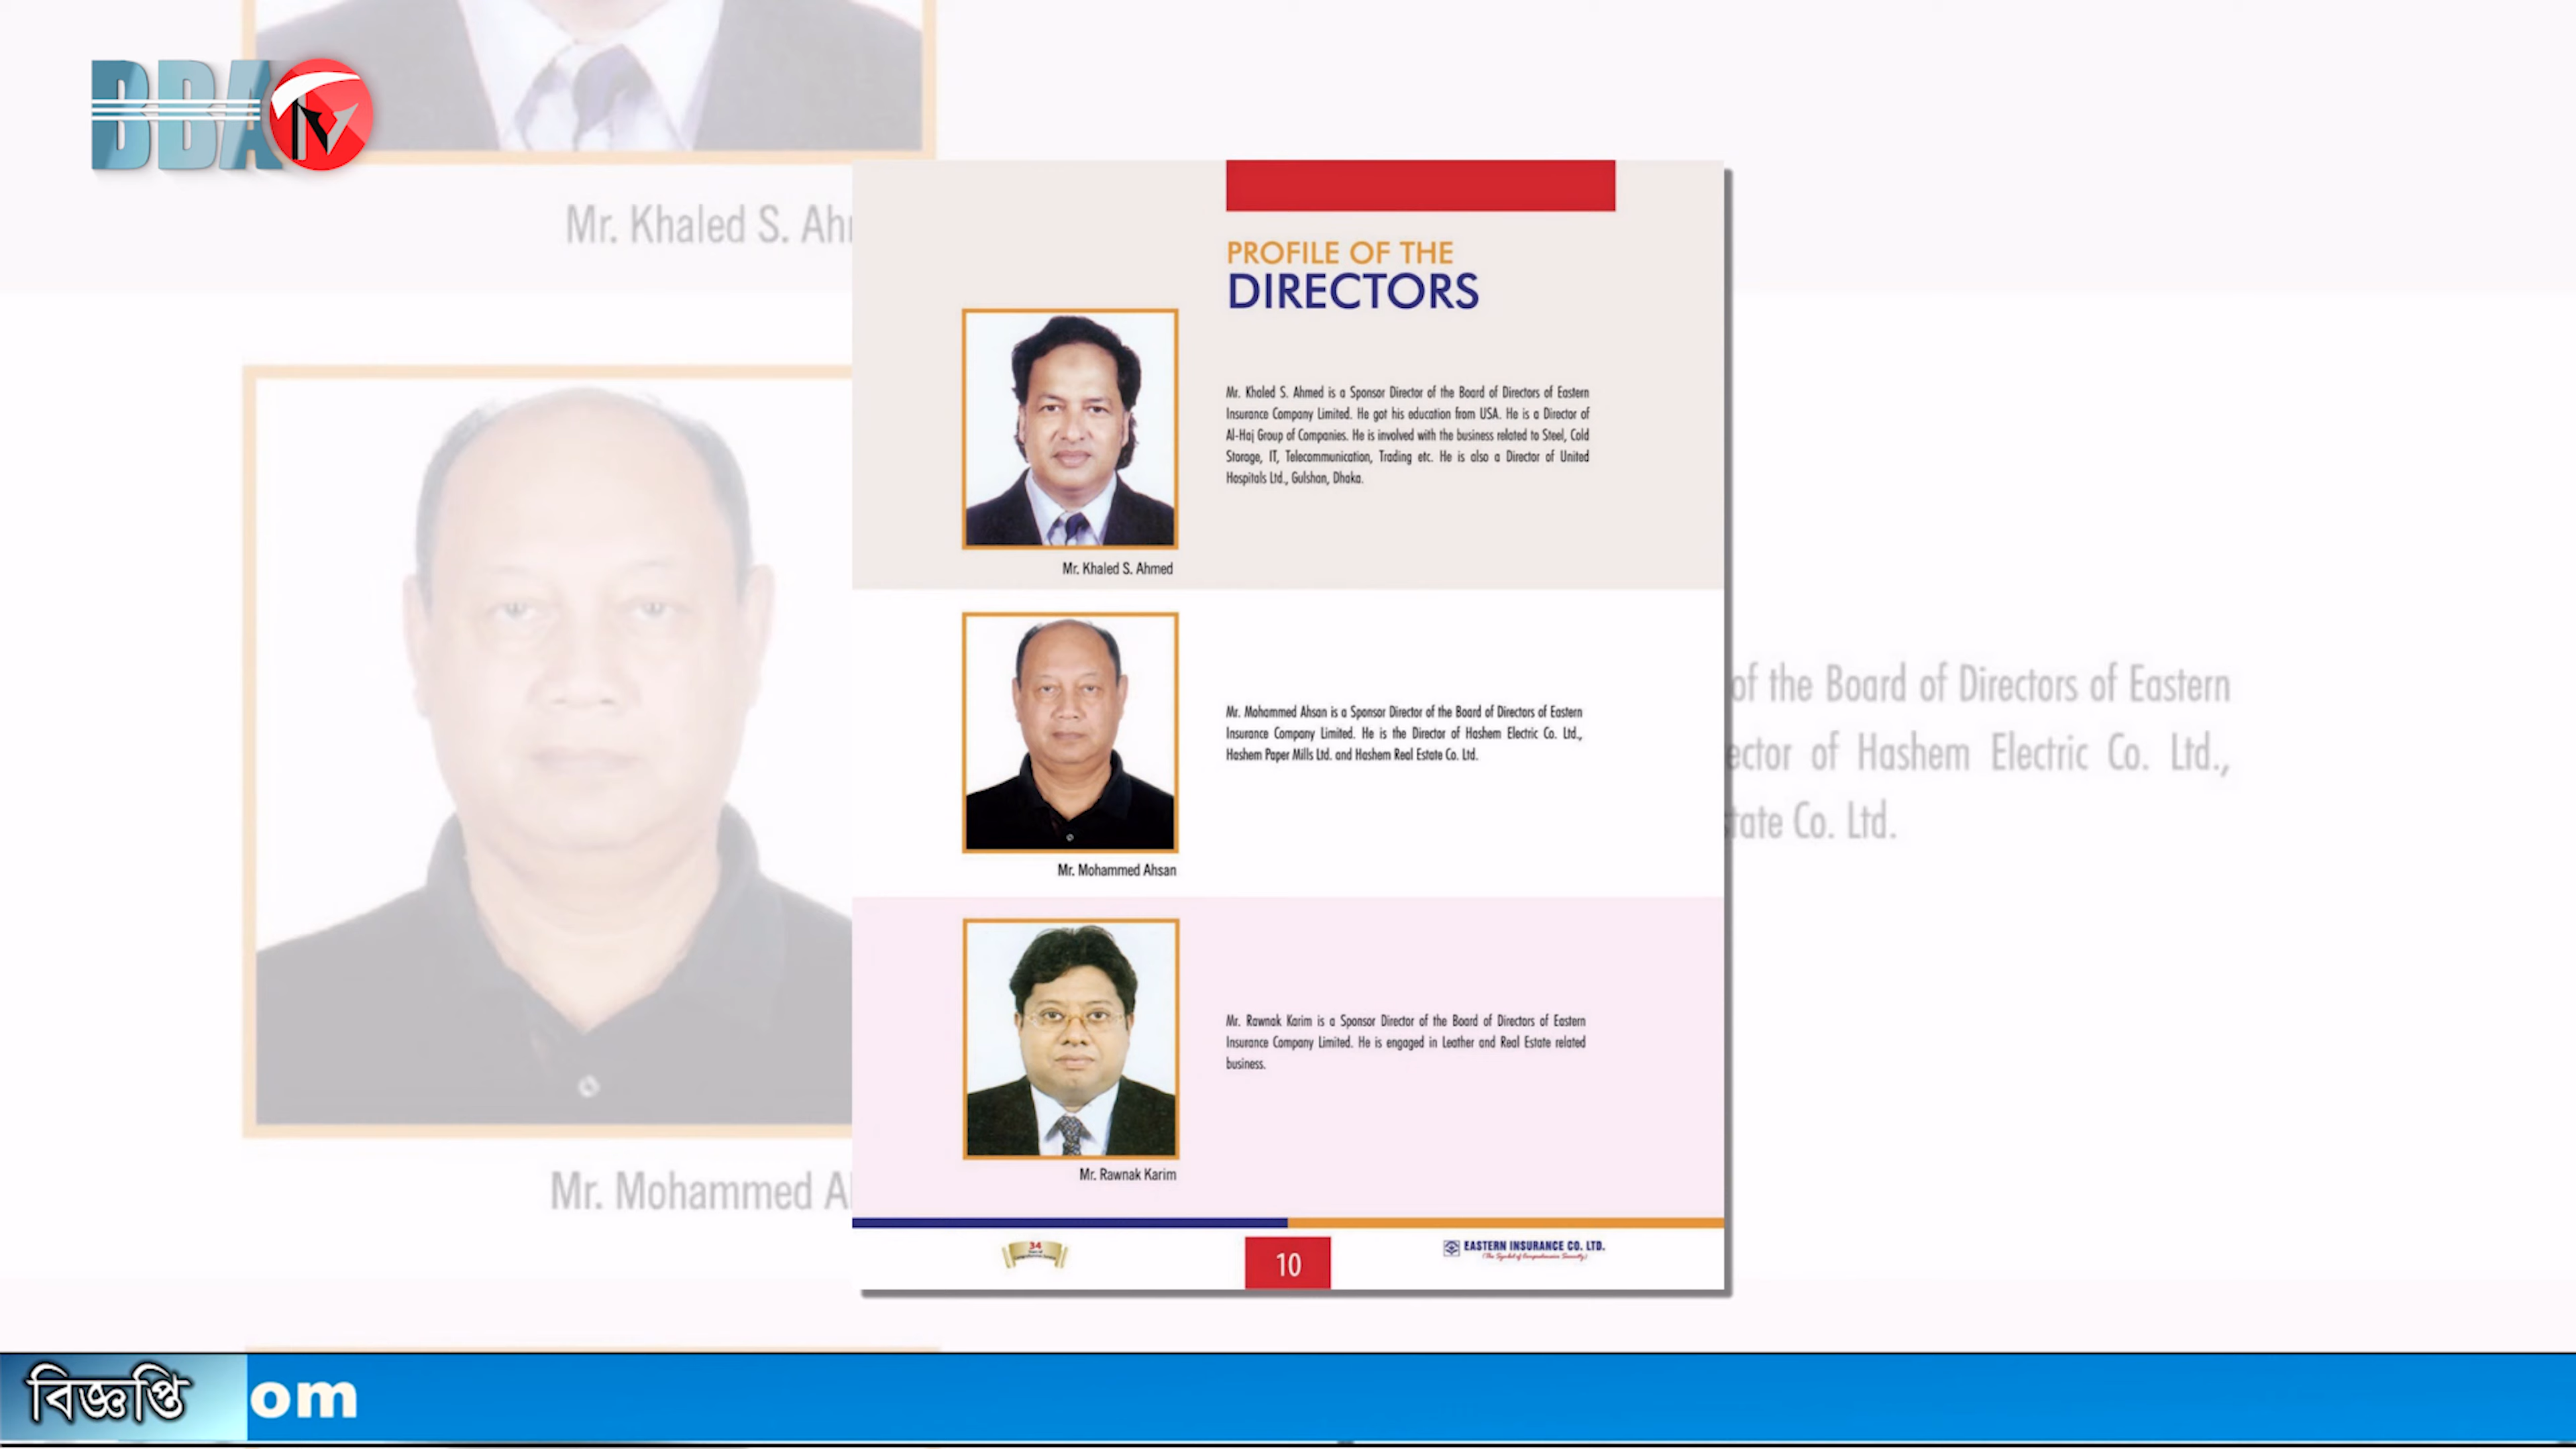 BBA TV
Mr. Khaled S.
PROFILE OF THE
DIRECTORS
Mr. Khaled S. Ahmed is a Sponsor Director of the Board of Directors of Eastern
Insurance Company Limited. He got his education from USA. He is a Director of
Al-Haj Group of Companies. He is involved with the business related to Steel, Cold
Storage, IT, Telecommunication, Trading etc. He is also a Director of United
Hospitals Ltd., Gulshan, Dhaka.
Mr. Khaled S. Ahmed
Mr. Mohammed Ahsan is a Sponsor Director of the Board of Directors of Eastern
Insurance Company Limited. He is the Director of Hashem Electric Co. Ltd.,
Hashem Paper Mills Ltd. and Hashem Real Estate Co. Ltd.
Mr. Mohammed Ahsan
of the Board of Directors of Eastern
ector of Hashem Electric Co. Ltd.,
tate Co. Ltd.
Mr. Rawnak Karim is a Sponsor Director of the Board of Directors of Eastern
Insurance Company Limited. He is engaged in Leather and Real Estate related
business.
Mr. Rawnak Karim
Mr. Mohammed A
34
10
EASTERN INSURANCE CO. LTD.
(The Symbol of Comprehensive Security)
বিজ্ঞপ্তি
om